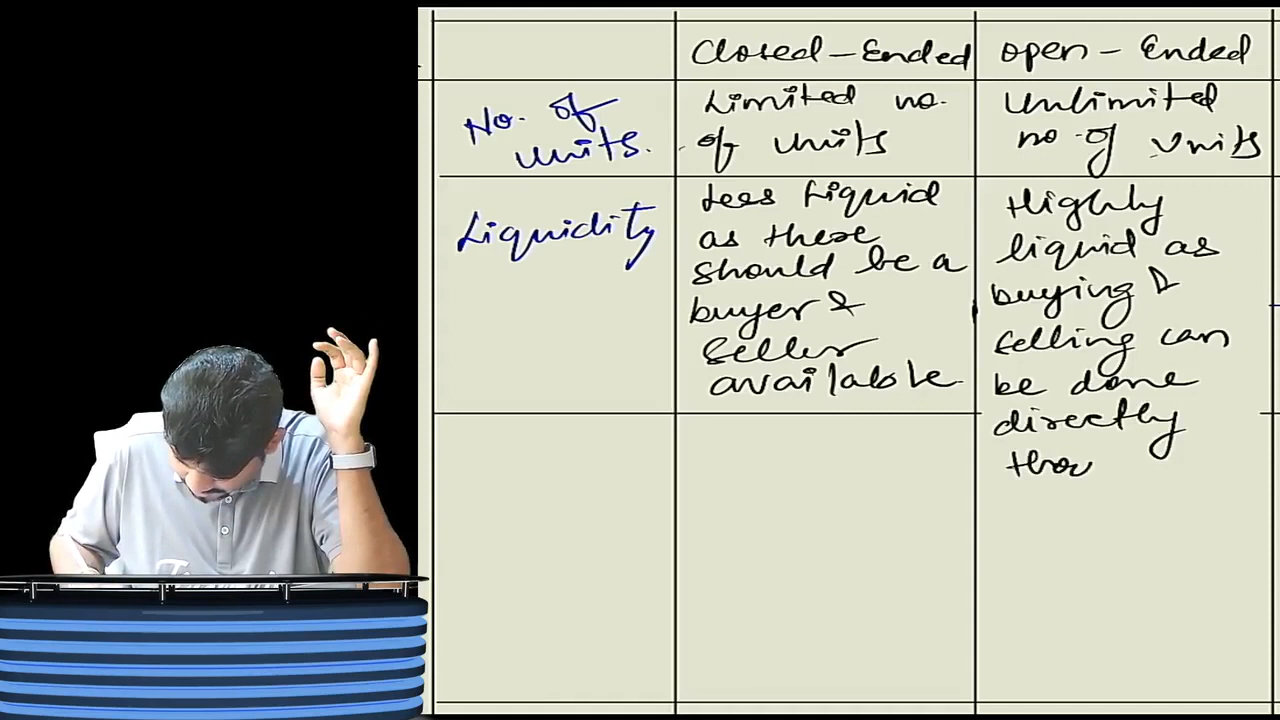 Closed-Ended
Open-Ended
No. of
units.
Limited no.
of units
Unlimited
no. of units
Liquidity
Less liquid
as there
should be a
buyer &
seller
available.
Highly
liquid as
buying &
selling can
be done
directly
thro